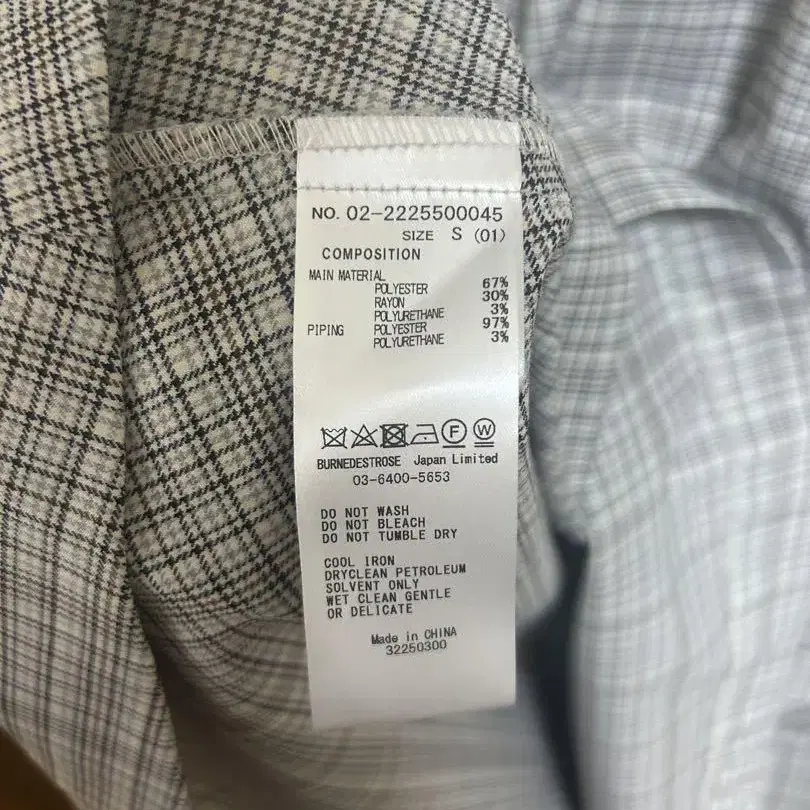 NO. 02-2225500045
SIZE S (01)
COMPOSITION
MAIN MATERIAL
POLYESTER 67%
RAYON 30%
POLYURETHANE 3%
PIPING POLYESTER 97%
POLYURETHANE 3%
F W
BURNEDESTROSE Japan Limited
03-6400-5653
DO NOT WASH
DO NOT BLEACH
DO NOT TUMBLE DRY
COOL IRON
DRYCLEAN PETROLEUM
SOLVENT ONLY
WET CLEAN GENTLE
OR DELICATE
Made in CHINA
32250300